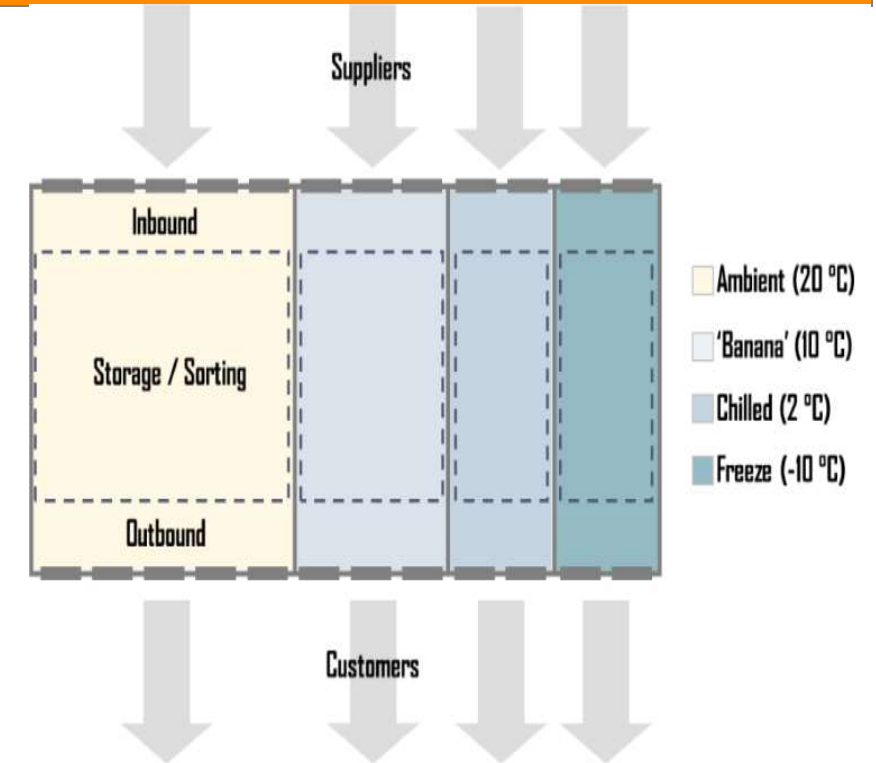 Suppliers
Inbound
Storage / Sorting
Outbound
Customers
Ambient (20 °C)
'Banana' (10 °C)
Chilled (2 °C)
Freeze (-10 °C)